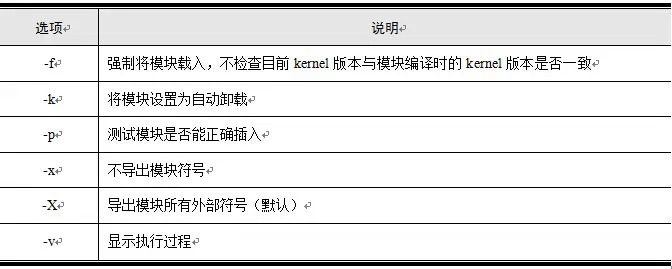 选项 说明
-f 强制将模块载入，不检查目前 kernel 版本与模块编译时的 kernel 版本是否一致
-k 将模块设置为自动卸载
-p 测试模块是否能正确插入
-x 不导出模块符号
-X 导出模块所有外部符号（默认）
-v 显示执行过程